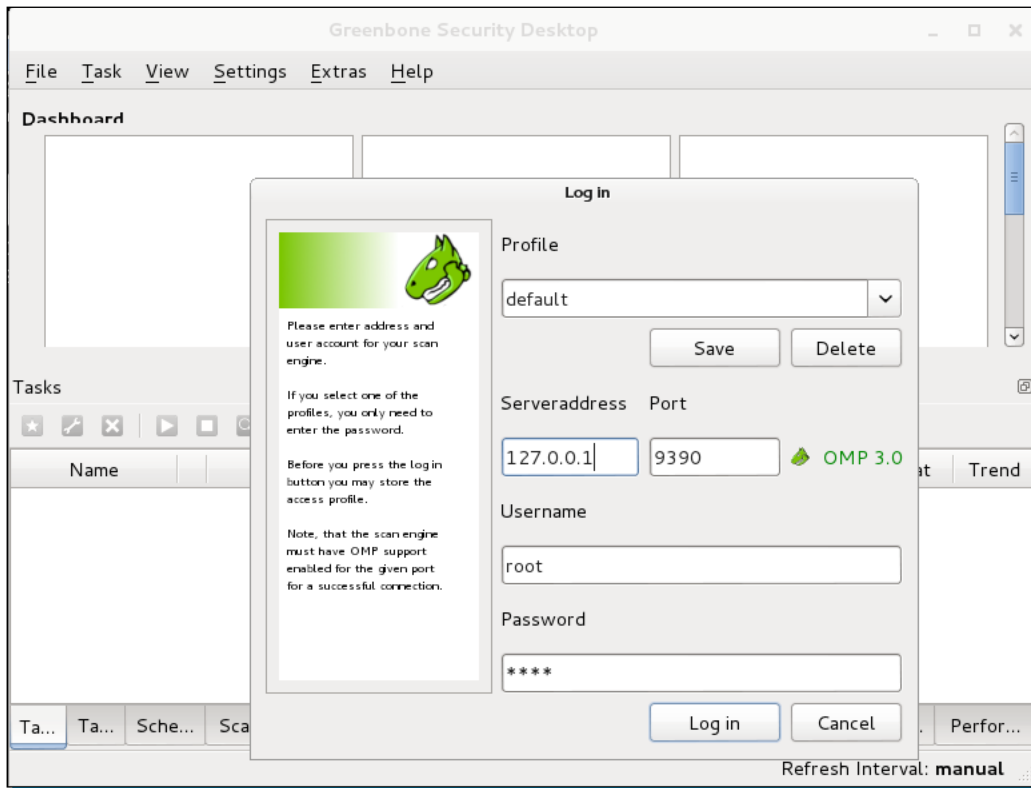 Greenbone Security Desktop
File Task View Settings Extras Help
Dashboard
Log in
Please enter address and
user account for your scan
engine.
If you select one of the
profiles, you only need to
enter the password.
Before you press the log in
button you may store the
access profile.
Note, that the scan engine
must have OMP support
enabled for the given port
for a successful connection.
Profile
default
Save Delete
Serveraddress Port
127.0.0.1 9390 OMP 3.0
Username
root
Password
****
Log in Cancel
Tasks
Name at Trend
Ta... Ta... Sche... Sca . Perfor...
Refresh Interval: manual